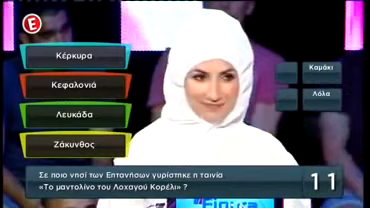 E
Κέρκυρα
Κεφαλονιά
Λευκάδα
Ζάκυνθος
Καμάκι
Λόλα
Σε ποιο νησί των Επτανήσων γυρίστηκε η ταινία
«Το μαντολίνο του Λοχαγού Κορέλι» ?
11